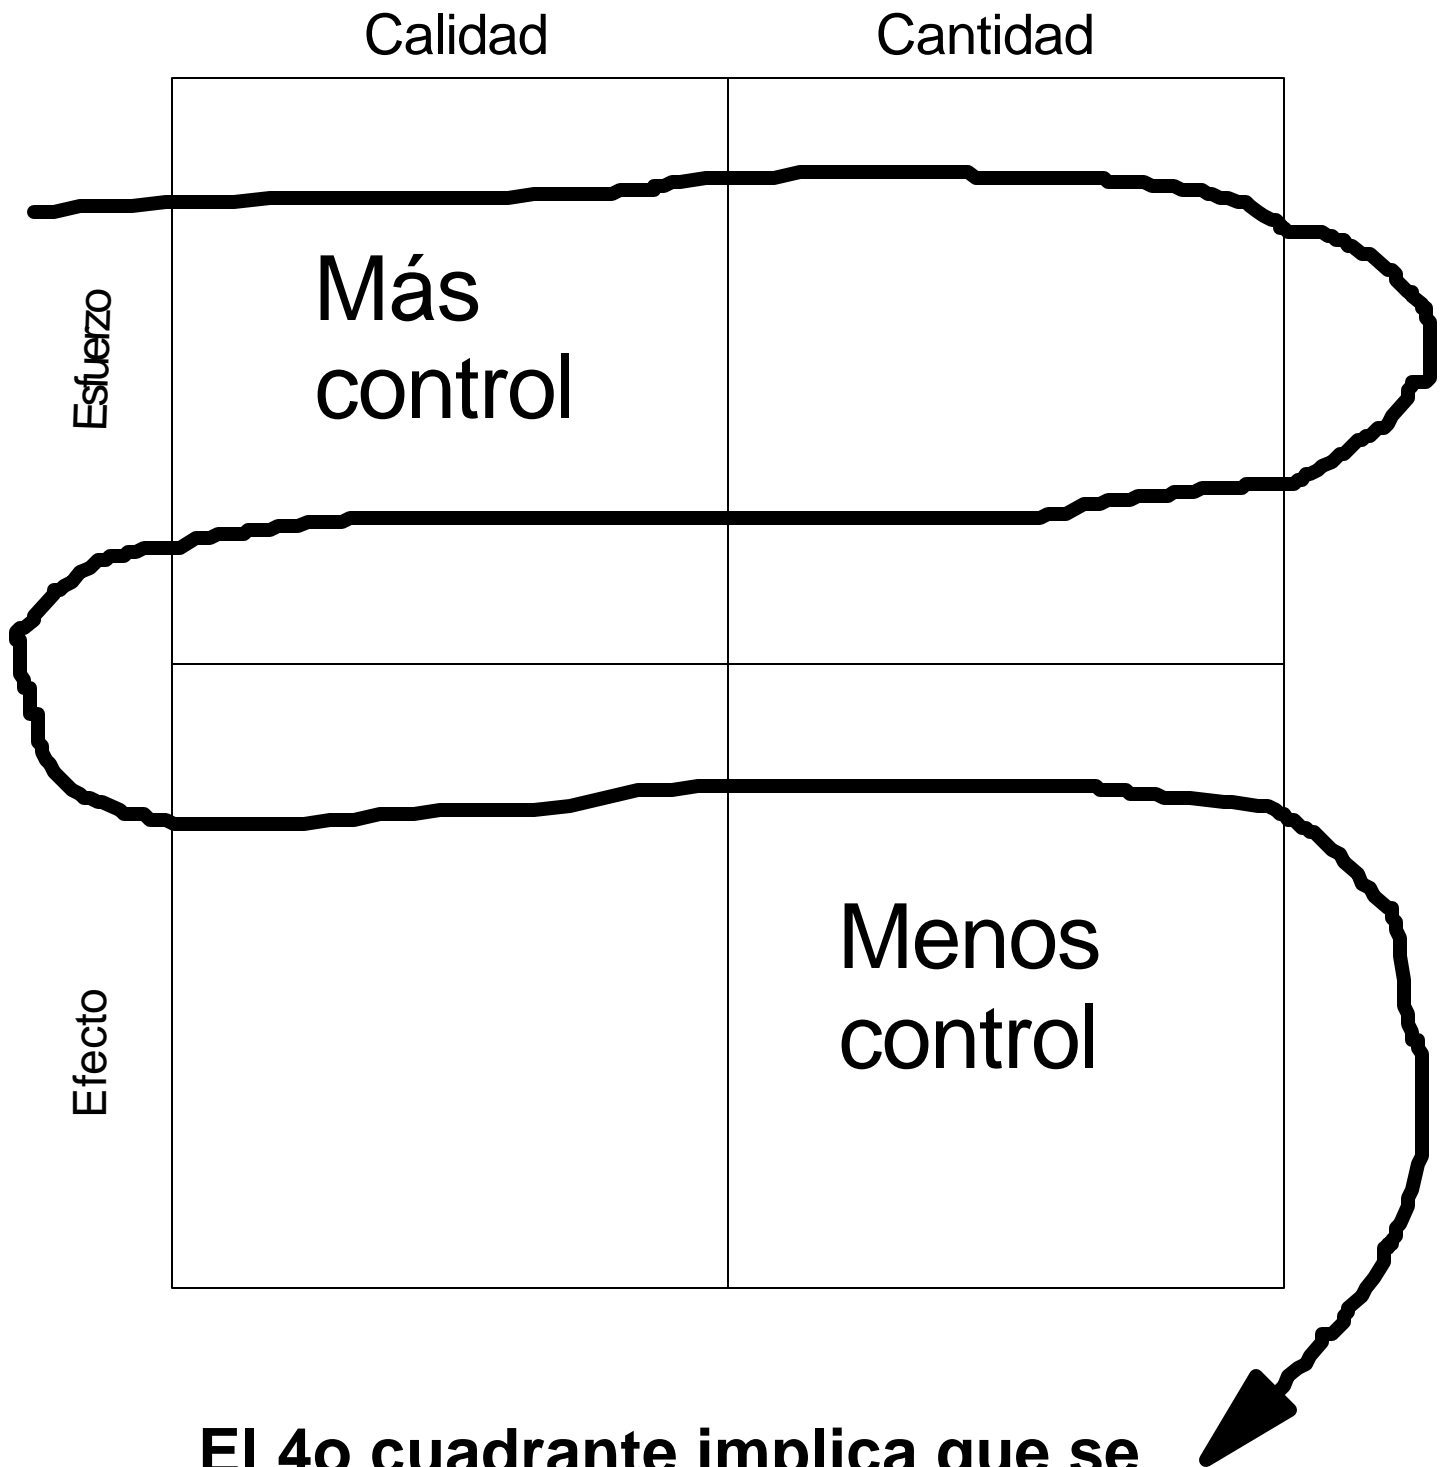 Calidad
Cantidad
Esfuerzo
Más
control
Efecto
Menos
control
El 4o cuadrante implica que se